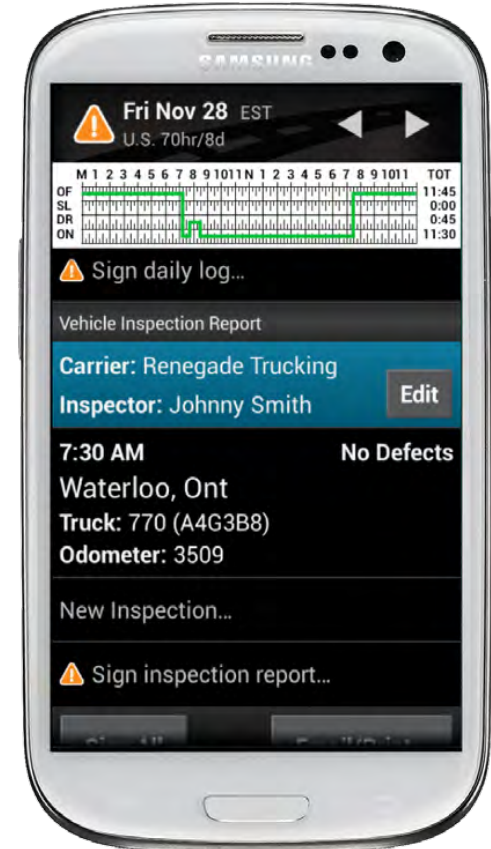 SAMSUNG
Fri Nov 28 EST
U.S. 70hr/8d
M 1 2 3 4 5 6 7 8 9 10 11 N 1 2 3 4 5 6 7 8 9 10 11 TOT
OF 11:45
SL 0:00
DR 0:45
ON 11:30
Sign daily log...
Vehicle Inspection Report
Carrier: Renegade Trucking
Inspector: Johnny Smith
Edit
7:30 AM No Defects
Waterloo, Ont
Truck: 770 (A4G3B8)
Odometer: 3509
New Inspection...
Sign inspection report...